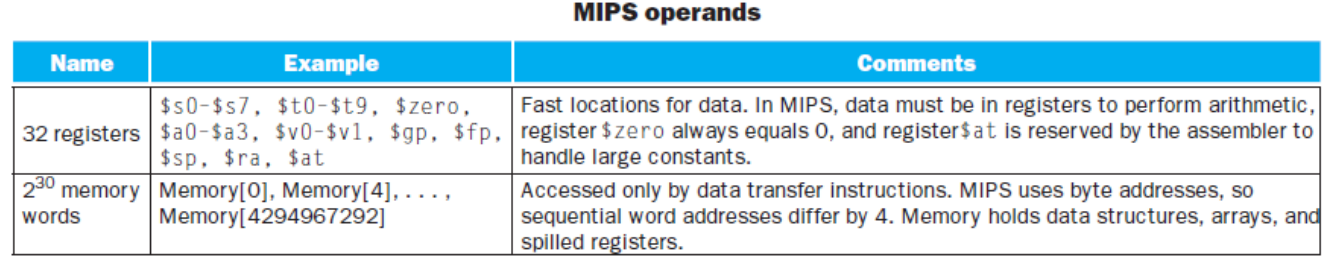 MIPS operands
Name Example Comments
32 registers
$s0-$s7, $t0-$t9, $zero,
$a0-$a3, $v0-$v1, $gp, $fp,
$sp, $ra, $at
Fast locations for data. In MIPS, data must be in registers to perform arithmetic,
register $zero always equals 0, and register$at is reserved by the assembler to
handle large constants.
2³⁰ memory
words
Memory[0], Memory[4], . . . ,
Memory[4294967292]
Accessed only by data transfer instructions. MIPS uses byte addresses, so
sequential word addresses differ by 4. Memory holds data structures, arrays, and
spilled registers.